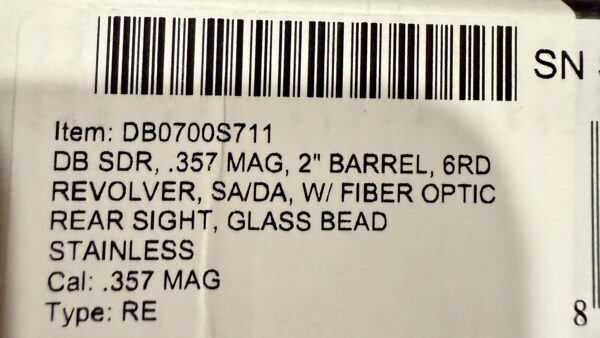 SN
Item: DB0700S711
DB SDR, .357 MAG, 2" BARREL, 6RD
REVOLVER, SA/DA, W/ FIBER OPTIC
REAR SIGHT, GLASS BEAD
STAINLESS
Cal: .357 MAG
Type: RE
8